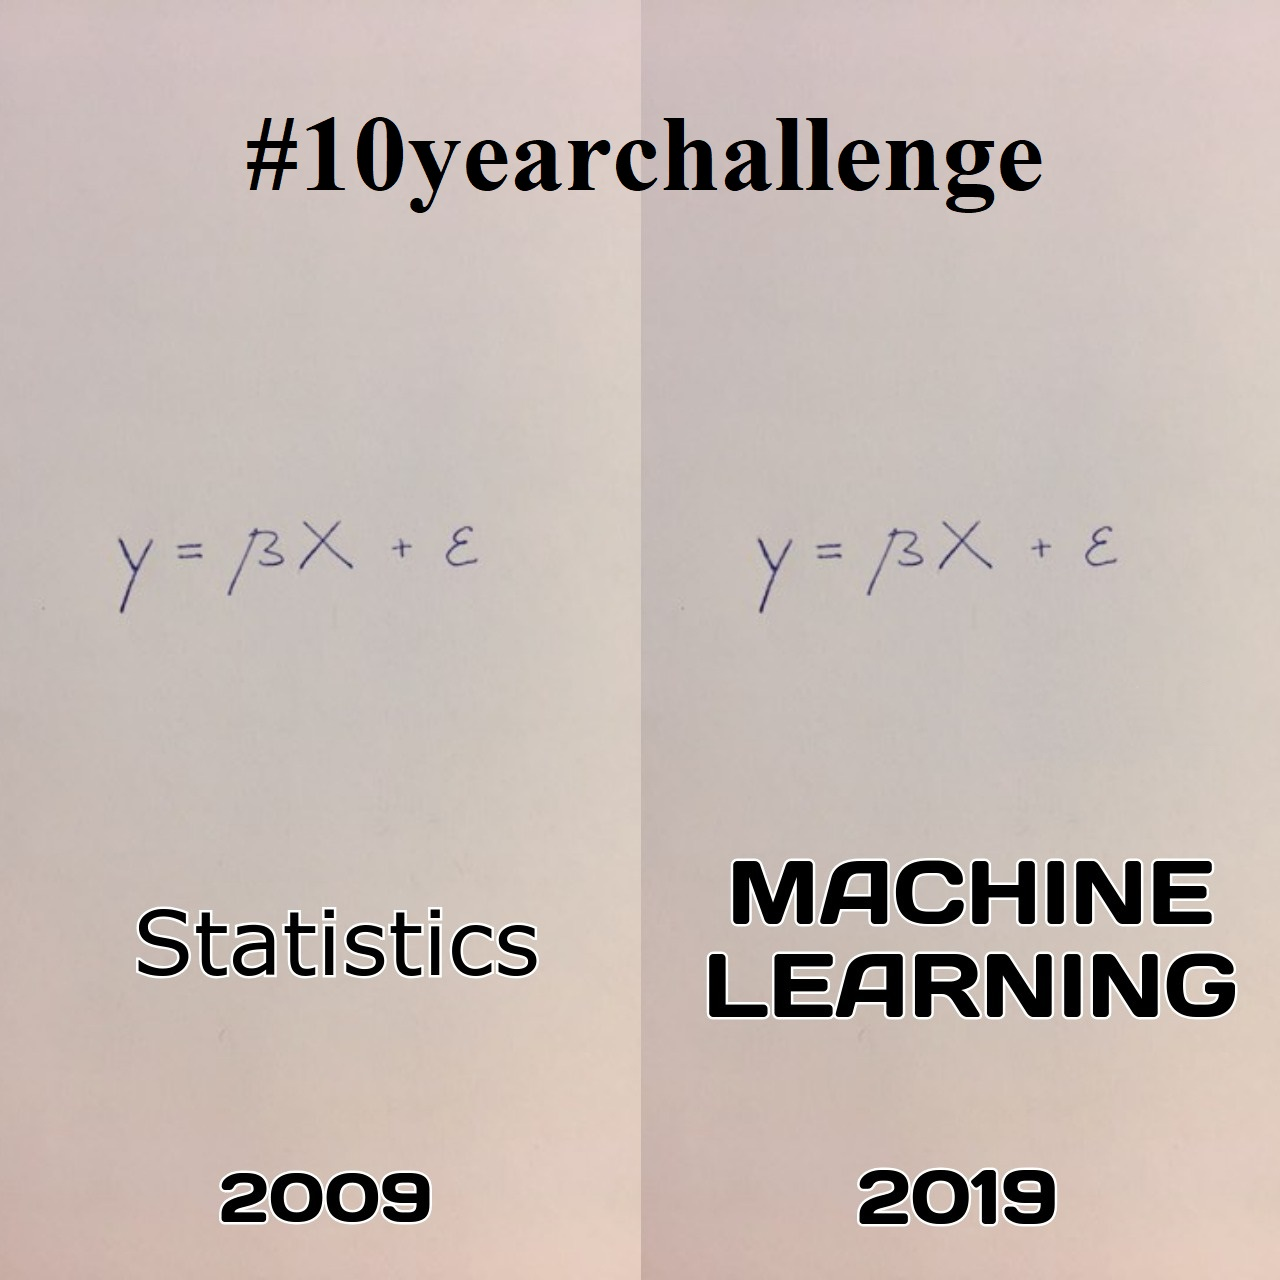 #10yearchallenge
y = βX + ε
y = βX + ε
Statistics
MACHINE
LEARNING
2009
2019